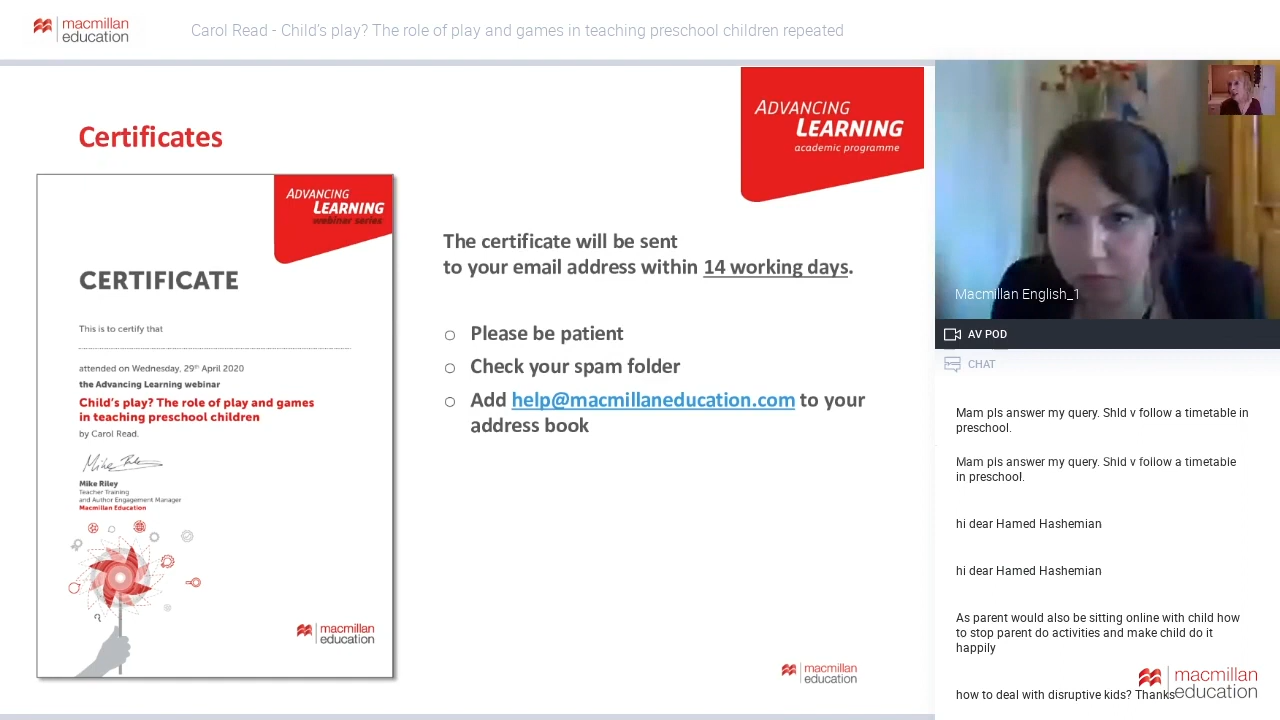 macmillan
education
Carol Read - Child's play? The role of play and games in teaching preschool children repeated
Certificates
ADVANCING
LEARNING
academic programme
ADVANCING
LEARNING
webinar series
CERTIFICATE
This is to certify that
attended on Wednesday, 29th April 2020
the Advancing Learning webinar
Child's play? The role of play and games
in teaching preschool children
by Carol Read.
Mike Riley
Teacher Training
and Author Engagement Manager
Macmillan Education
macmillan
education
The certificate will be sent
to your email address within 14 working days.
Please be patient
Check your spam folder
Add help@macmillaneducation.com to your
address book
macmillan
education
Macmillan English_1
AV POD
CHAT
Mam pls answer my query. Shld v follow a timetable in
preschool.
Mam pls answer my query. Shld v follow a timetable
in preschool.
hi dear Hamed Hashemian
hi dear Hamed Hashemian
As parent would also be sitting online with child how
to stop parent do activities and make child do it
happily
how to deal with disruptive kids? Thanks
macmillan
education